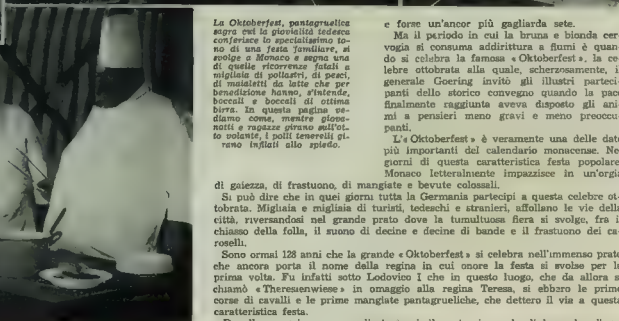 La Oktoberfest, pantagruelica
sagra cui la giovialità tedesca
conferisce lo specialissimo to-
no di una festa familiare, si
svolge a Monaco e segna una
di quelle ricorrenze fatali a
migliaia di pollastri, di pesci,
di maialetti da latte che per
benedizione hanno, s'intende,
boccali e boccali di ottima
birra. In questa pagina ve-
diamo come, mentre giova-
notti e ragazze girano sull'ot-
to volante, i polli tenerelli gi-
rano infilati allo spiedo.
e forse un'ancor più gagliarda sete.
Ma il periodo in cui la bruna e bionda cer-
vogia si consuma addirittura a fiumi è quan-
do si celebra la famosa « Oktoberfest », la ce-
lebre ottobrata alla quale, scherzosamente, i
generale Goering invitò gli illustri parteci-
panti dello storico convegno quando la pace
finalmente raggiunta aveva disposto gli ani-
mi a pensieri meno gravi e meno preoccu-
panti.
L'« Oktoberfest » è veramente una delle date
più importanti del calendario monacense. Ne
giorni di questa caratteristica festa popolare
Monaco letteralmente impazzisce in un'orgia
di gaiezza, di frastuono, di mangiate e bevute colossali.
Si può dire che in quei giorni tutta la Germania partecipi a questa celebre ot-
tobrata. Migliaia e migliaia di turisti, tedeschi e stranieri, affollano le vie della
città, riversandosi nel grande prato dove la tumultuosa fiera si svolge, fra i
chiasso della folla, il suono di decine e decine di bande e il frastuono dei ca-
roselli.
Sono ormai 128 anni che la grande « Oktoberfest » si celebra nell'immenso prato
che ancora porta il nome della regina in cui onore la festa si svolse per la
prima volta. Fu infatti sotto Lodovico I che in questo luogo, che da allora s
chiamò « Theresienwiese » in omaggio alla regina Teresa, si ebbero le prime
corse di cavalli e le prime mangiate pantagrueliche, che dettero il via a questa
caratteristica festa.